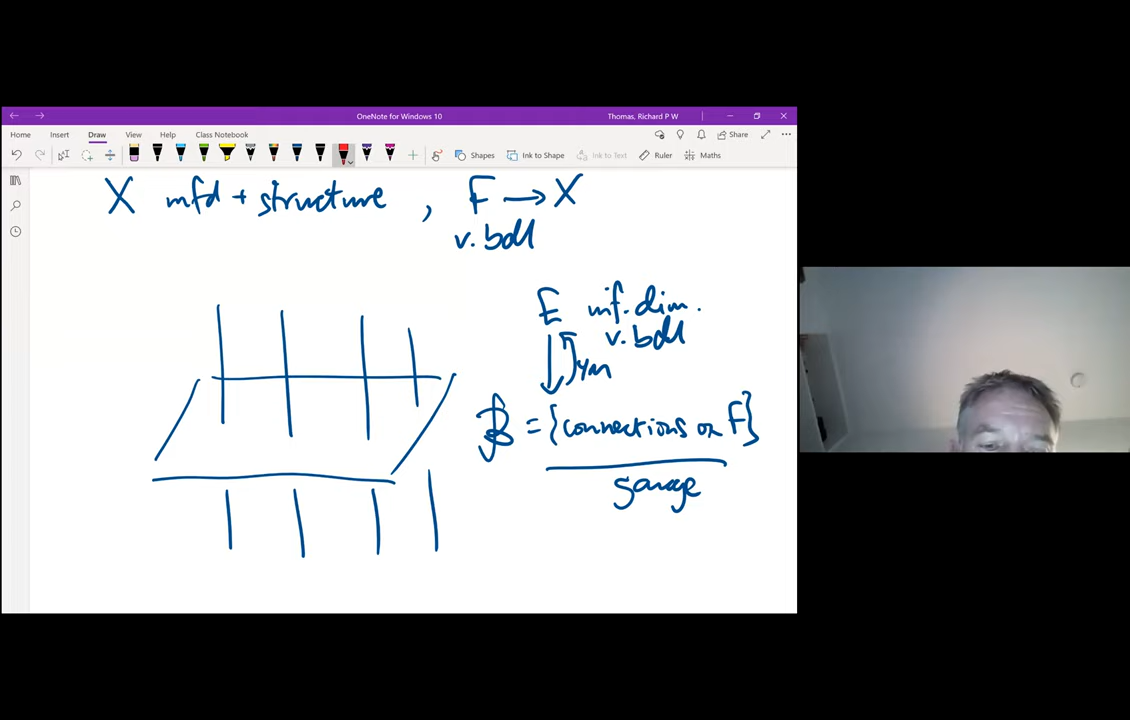 OneNote for Windows 10
Thomas, Richard P W
Home Insert Draw View Help Class Notebook
Share
Shapes Ink to Shape Ink to Text Ruler Maths
X mfd + structure, F → X
v. bdl
E inf. dim.
v. bdl
YM
B = {connections on F}
gauge